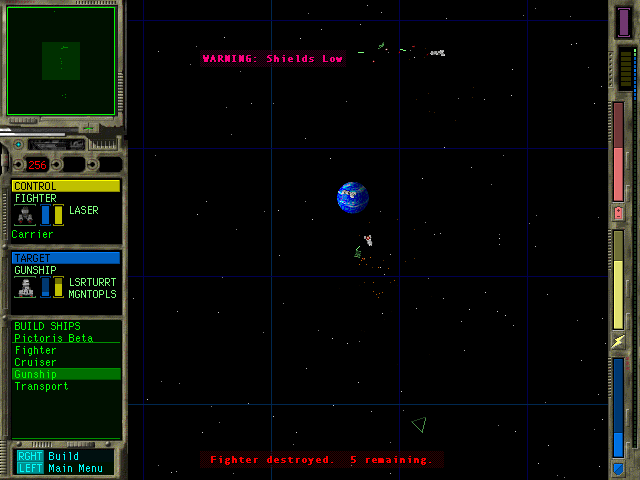 WARNING: Shields Low
256
CONTROL
FIGHTER
LASER
Carrier
TARGET
GUNSHIP
LSRTURRT
MGNTOPLS
BUILD SHIPS
Pictoris Beta
Fighter
Cruiser
Gunship
Transport
RGHT Build
LEFT Main Menu
Fighter destroyed. 5 remaining.